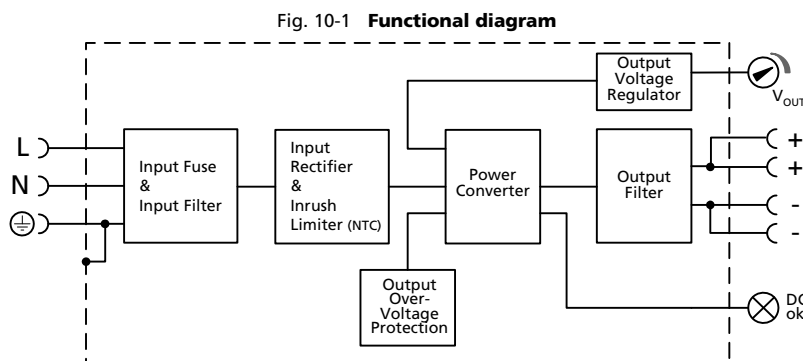 Fig. 10-1 Functional diagram
Output
Voltage
Regulator
V OUT
L
N
Input Fuse
&
Input Filter
Input
Rectifier
&
Inrush
Limiter (NTC)
Power
Converter
Output
Filter
+
+
-
-
Output
Over-
Voltage
Protection
DC
ok